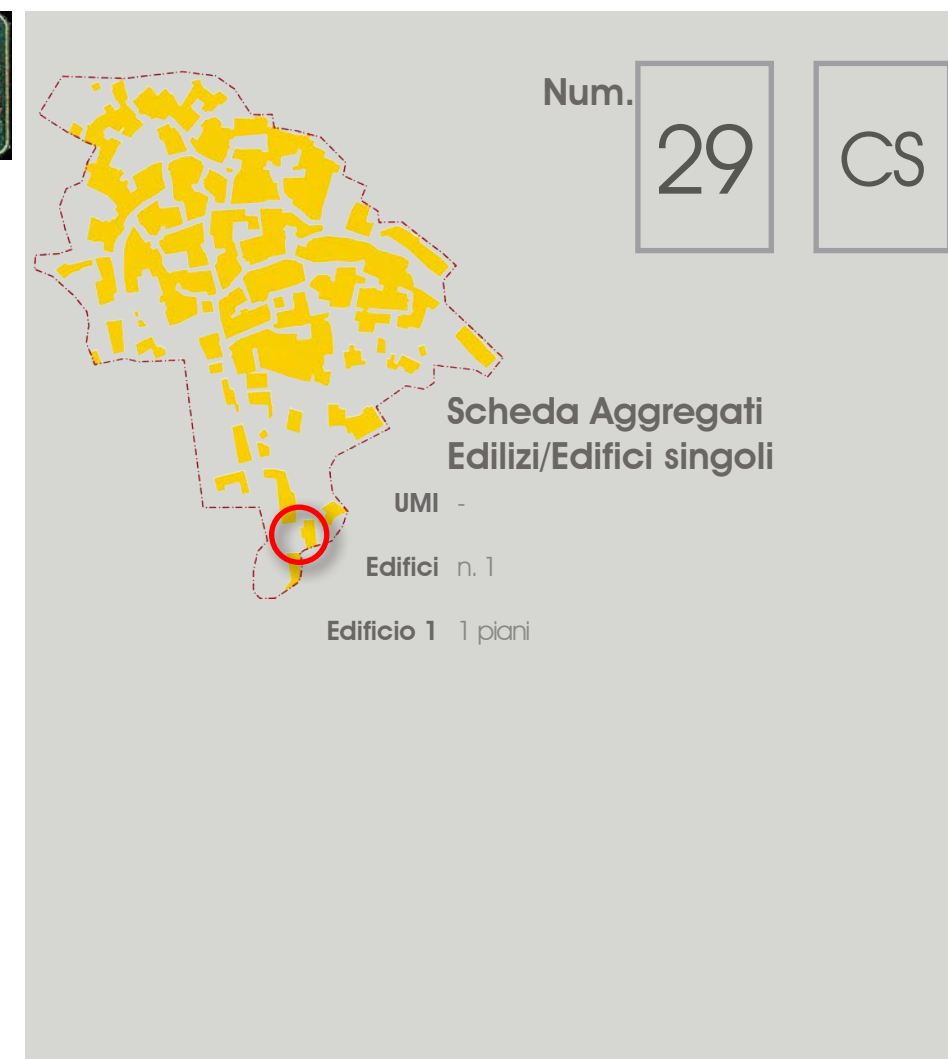 Num.
29
CS
Scheda Aggregati
Edilizi/Edifici singoli
UMI -
Edifici n. 1
Edificio 1 1 piani